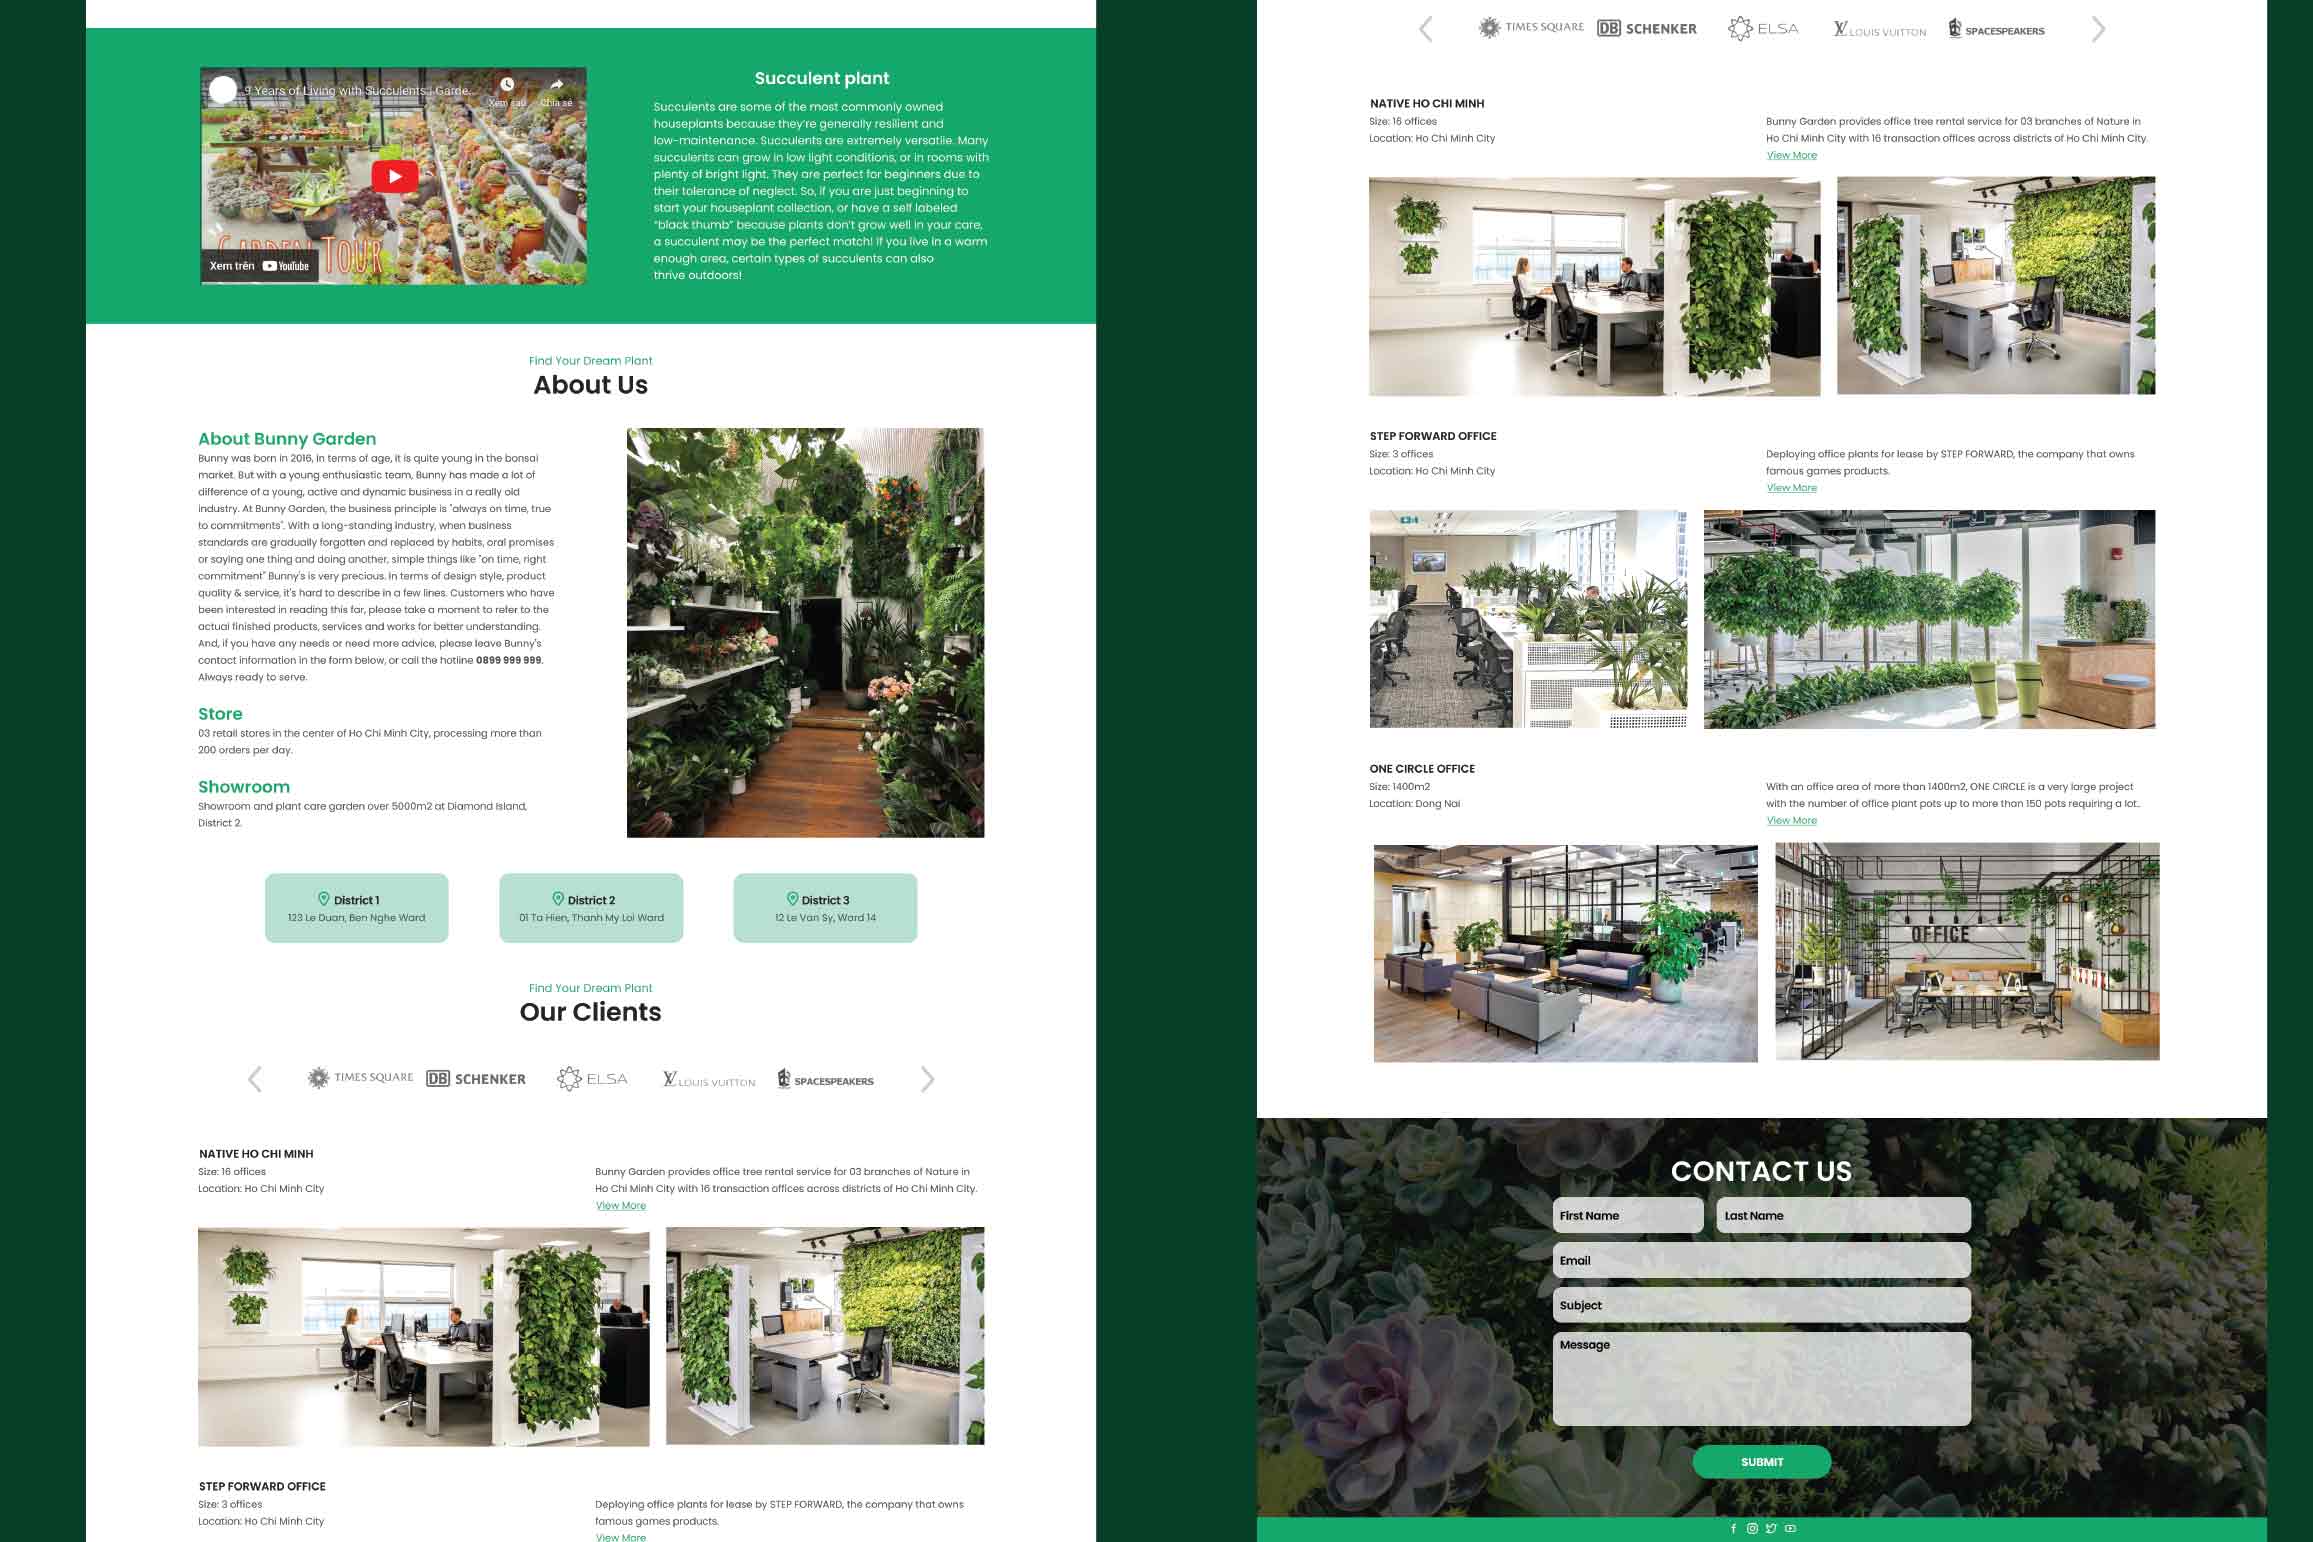 9 Years of Living with Succulents | Garde...
Xem sau
Chia sẻ
GARDEN TOUR
Xem trên YouTube
Succulent plant
Succulents are some of the most commonly owned
houseplants because they're generally resilient and
low-maintenance. Succulents are extremely versatile. Many
succulents can grow in low light conditions, or in rooms with
plenty of bright light. They are perfect for beginners due to
their tolerance of neglect. So, if you are just beginning to
start your houseplant collection, or have a self labeled
"black thumb" because plants don't grow well in your care,
a succulent may be the perfect match! If you live in a warm
enough area, certain types of succulents can also
thrive outdoors!
Find Your Dream Plant
About Us
About Bunny Garden
Bunny was born in 2016, in terms of age, it is quite young in the bonsai
market. But with a young enthusiastic team, Bunny has made a lot of
difference of a young, active and dynamic business in a really old
industry. At Bunny Garden, the business principle is "always on time, true
to commitments". With a long-standing industry, when business
standards are gradually forgotten and replaced by habits, oral promises
or saying one thing and doing another, simple things like "on time, right
commitment" Bunny's is very precious. In terms of design style, product
quality & service, it's hard to describe in a few lines. Customers who have
been interested in reading this far, please take a moment to refer to the
actual finished products, services and works for better understanding.
And, if you have any needs or need more advice, please leave Bunny's
contact information in the form below, or call the hotline 0899 999 999.
Always ready to serve.
Store
03 retail stores in the center of Ho Chi Minh City, processing more than
200 orders per day.
Showroom
Showroom and plant care garden over 5000m2 at Diamond Island,
District 2.
District 1
123 Le Duan, Ben Nghe Ward
District 2
01 Ta Hien, Thanh My Loi Ward
District 3
12 Le Van Sy, Ward 14
Find Your Dream Plant
Our Clients
TIMES SQUARE
DB SCHENKER
ELSA
LV LOUIS VUITTON
SPACESPEAKERS
NATIVE HO CHI MINH
Size: 16 offices
Location: Ho Chi Minh City
Bunny Garden provides office tree rental service for 03 branches of Nature in
Ho Chi Minh City with 16 transaction offices across districts of Ho Chi Minh City.
View More
STEP FORWARD OFFICE
Size: 3 offices
Location: Ho Chi Minh City
Deploying office plants for lease by STEP FORWARD, the company that owns
famous games products.
View More
TIMES SQUARE
DB SCHENKER
ELSA
LV LOUIS VUITTON
SPACESPEAKERS
NATIVE HO CHI MINH
Size: 16 offices
Location: Ho Chi Minh City
Bunny Garden provides office tree rental service for 03 branches of Nature in
Ho Chi Minh City with 16 transaction offices across districts of Ho Chi Minh City.
View More
STEP FORWARD OFFICE
Size: 3 offices
Location: Ho Chi Minh City
Deploying office plants for lease by STEP FORWARD, the company that owns
famous games products.
View More
ONE CIRCLE OFFICE
Size: 1400m2
Location: Dong Nai
With an office area of more than 1400m2, ONE CIRCLE is a very large project
with the number of office plant pots up to more than 150 pots requiring a lot..
View More
OFFICE
CONTACT US
First Name
Last Name
Email
Subject
Message
SUBMIT